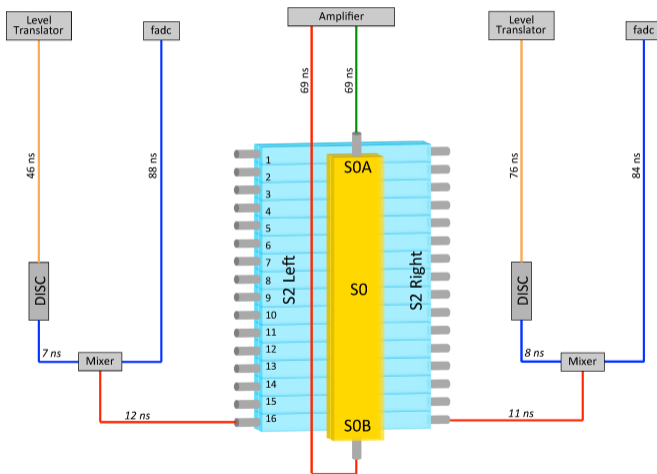 Level
Translator
fadc
Amplifier
Level
Translator
fadc
69 ns
69 ns
46 ns
88 ns
76 ns
84 ns
S0A
1
2
3
4
5
6
7
8
9
10
11
12
13
14
15
16
S2 Left
S0
S2 Right
DISC
DISC
7 ns
Mixer
8 ns
Mixer
12 ns
S0B
11 ns